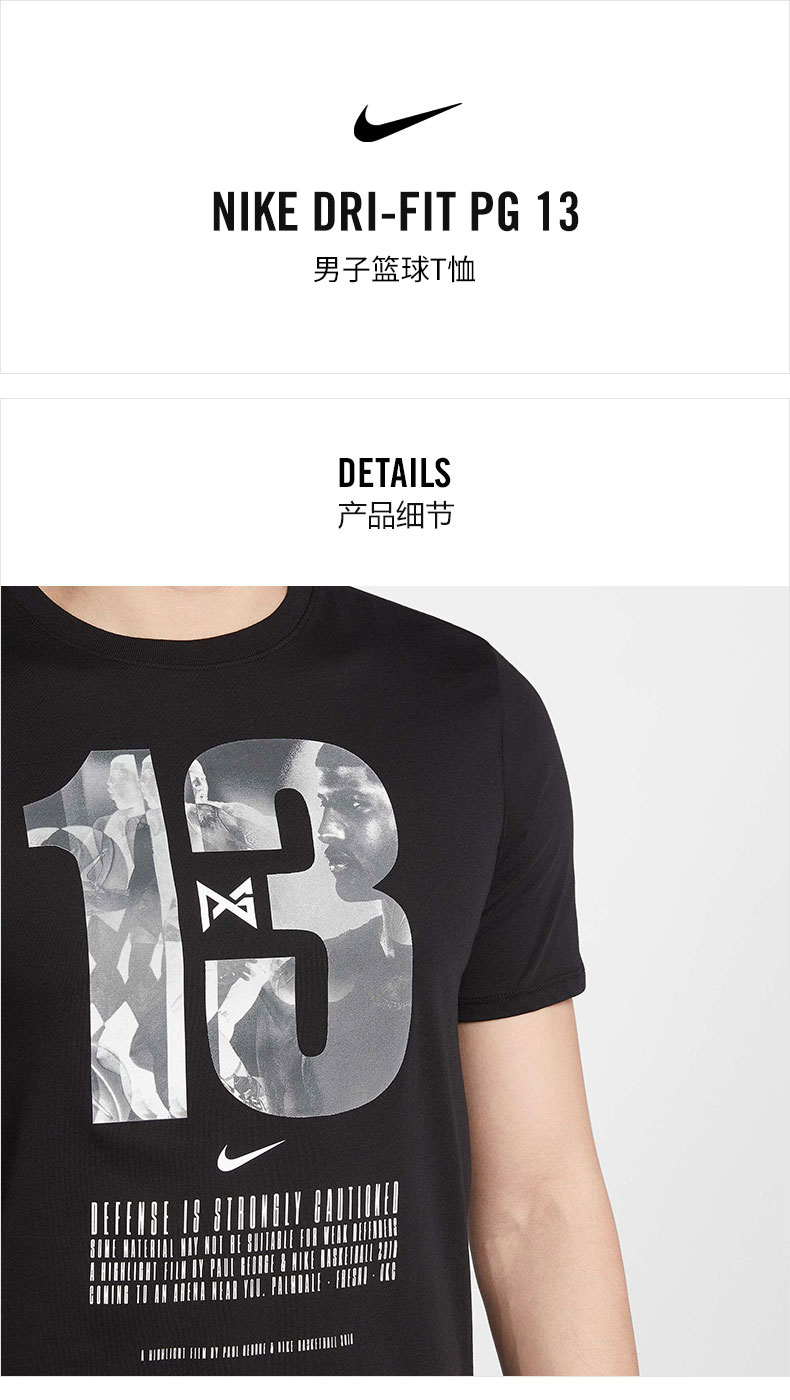 NIKE DRI-FIT PG 13
男子篮球T恤
DETAILS
产品细节
13
PG
DEFENSE IS STRONGLY CAUTIONED
SOME MATERIAL MAY NOT BE SUITABLE FOR WEAK DEFENDERS
A HIGHLIGHT FILM BY PAUL GEORGE & NIKE BASKETBALL 2018
COMING TO AN ARENA NEAR YOU. PALMDALE · FRESNO · OKC
A HIGHLIGHT FILM BY PAUL GEORGE & NIKE BASKETBALL 2018